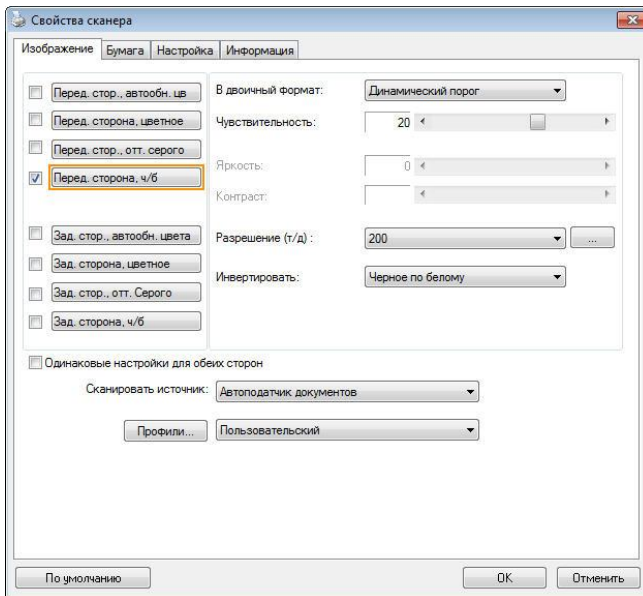 Свойства сканера
Изображение Бумага Настройка Информация
Перед. стор., автообн. цв
Перед. сторона, цветное
Перед. стор., отт. серого
Перед. сторона, ч/б
Зад. стор., автообн. цвета
Зад. сторона, цветное
Зад. стор., отт. Серого
Зад. сторона, ч/б
В двоичный формат: Динамический порог
Чувствительность: 20
Яркость: 0
Контраст:
Разрешение (т/д) : 200 ...
Инвертировать: Черное по белому
Одинаковые настройки для обеих сторон
Сканировать источник: Автоподатчик документов
Профили... Пользовательский
По умолчанию OK Отменить